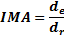 IMA = dₑ/dᵣ